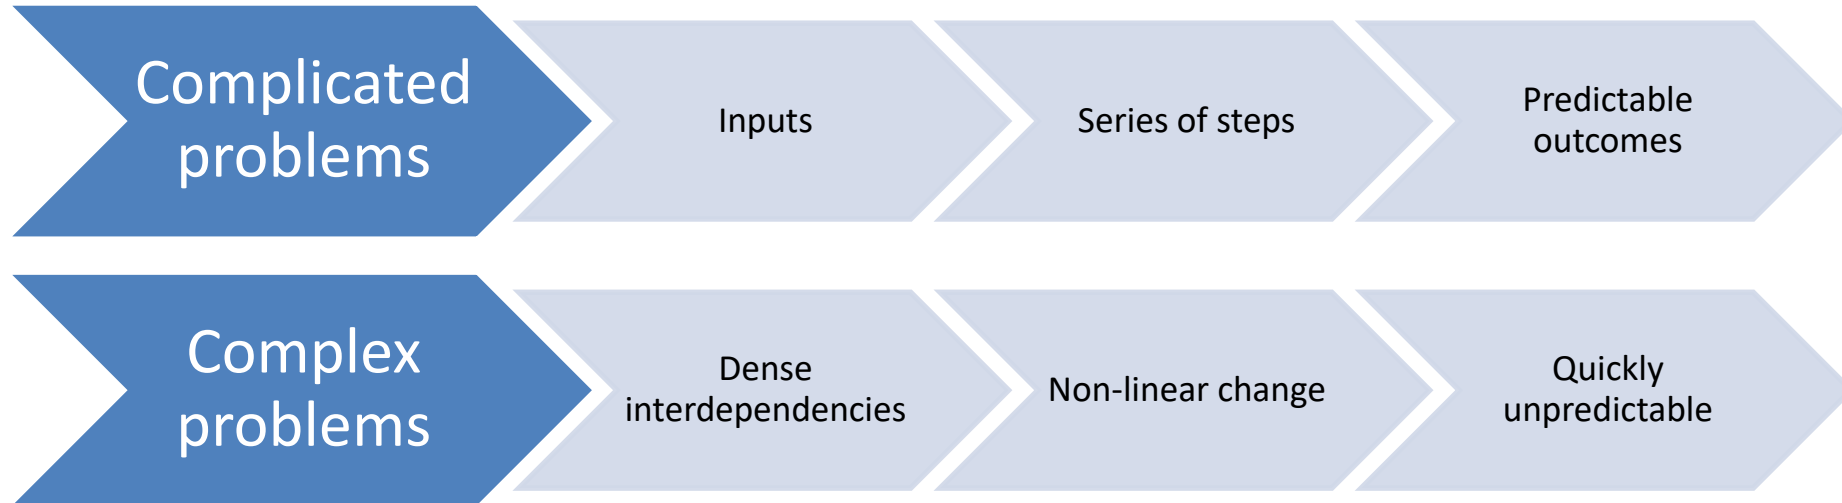 Complicated
problems
Inputs
Series of steps
Predictable
outcomes
Complex
problems
Dense
interdependencies
Non-linear change
Quickly
unpredictable